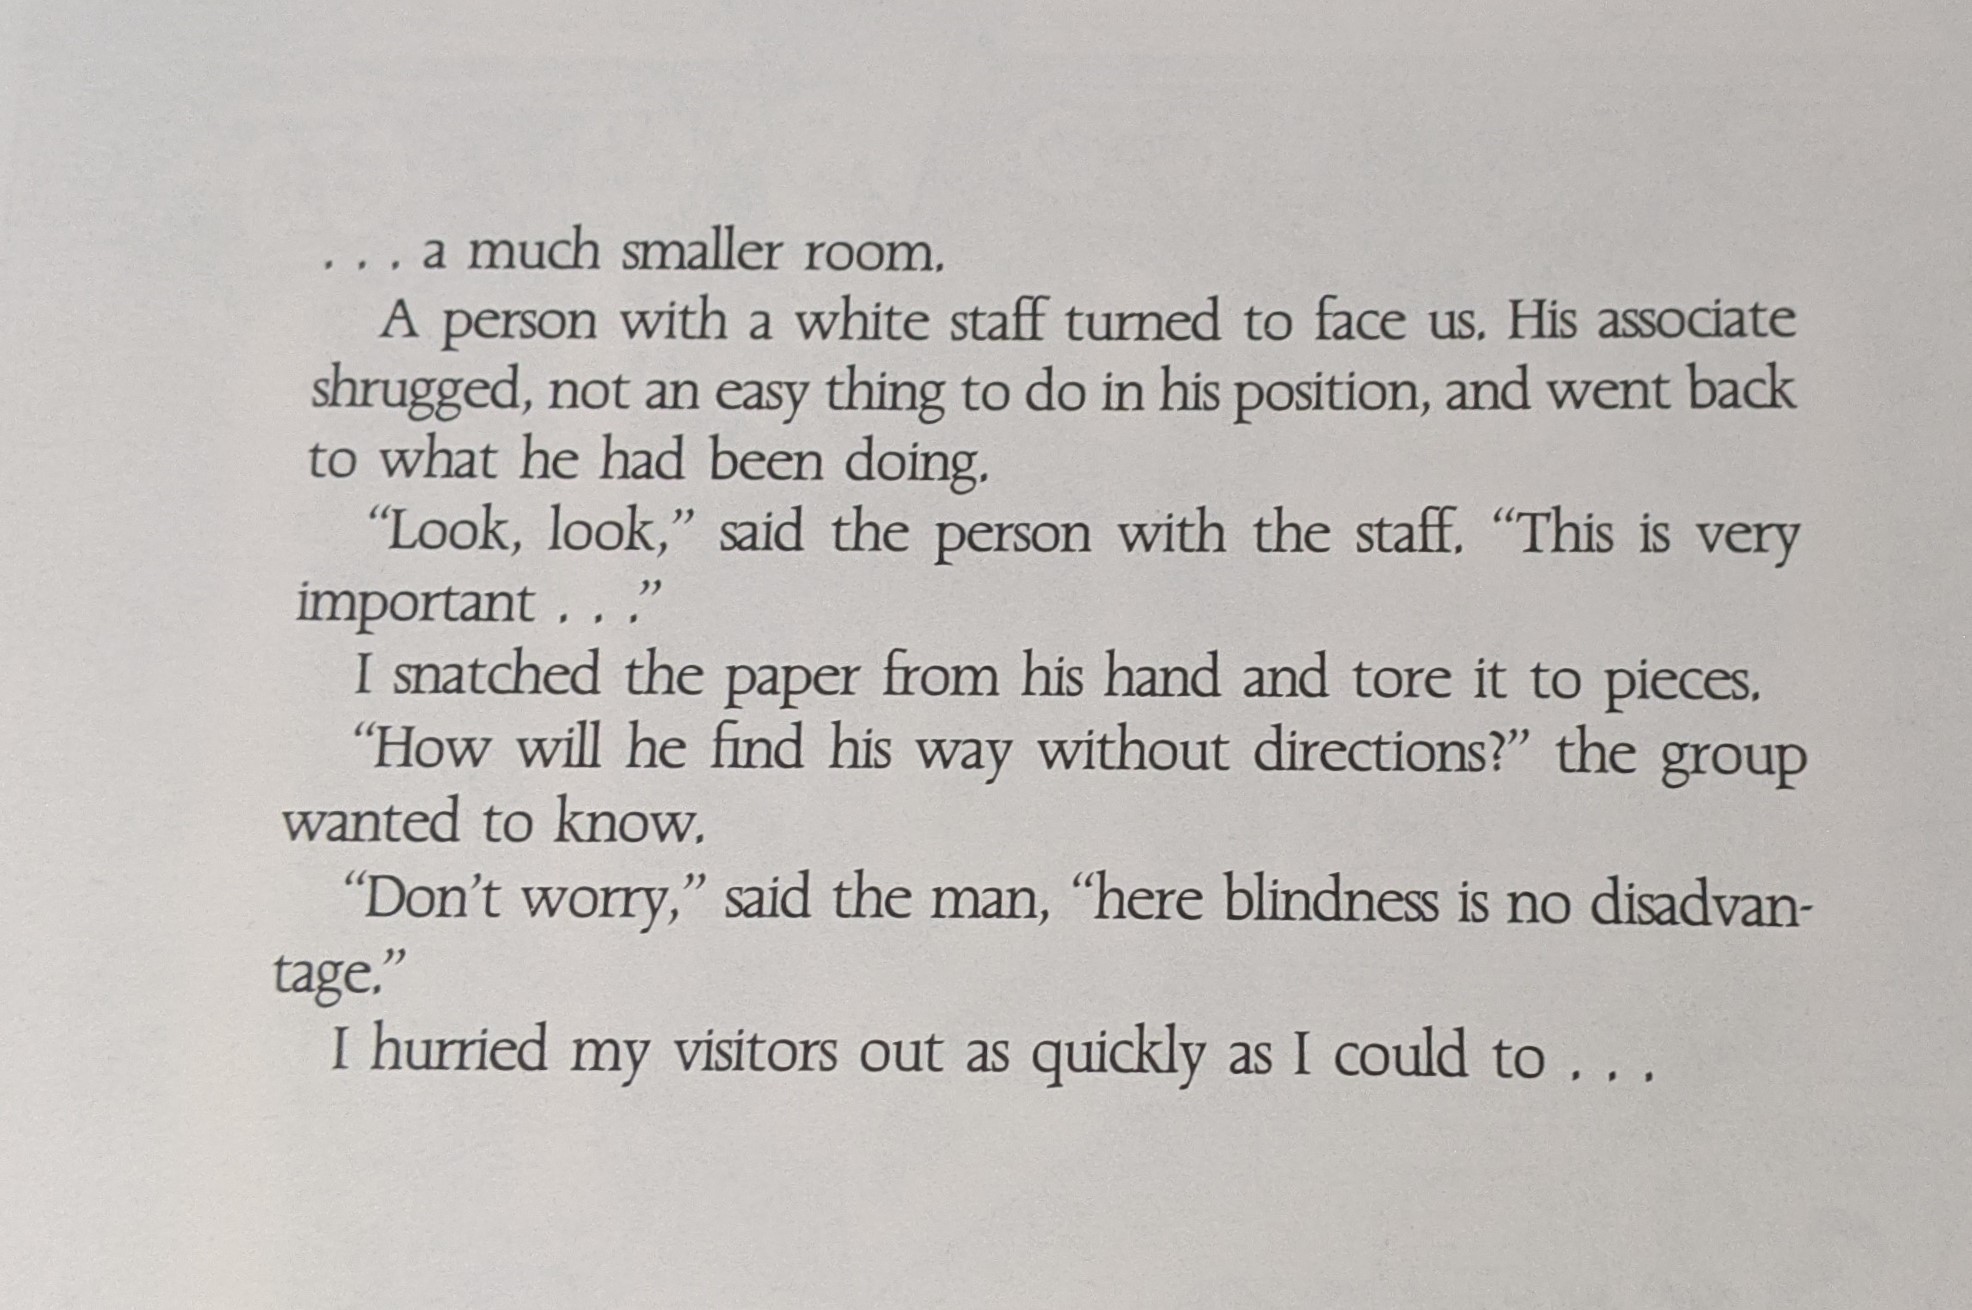 . . . a much smaller room.
A person with a white staff turned to face us. His associate
shrugged, not an easy thing to do in his position, and went back
to what he had been doing.
“Look, look,” said the person with the staff. “This is very
important . . .”
I snatched the paper from his hand and tore it to pieces.
“How will he find his way without directions?” the group
wanted to know.
“Don’t worry,” said the man, “here blindness is no disadvan-
tage.”
I hurried my visitors out as quickly as I could to . . .